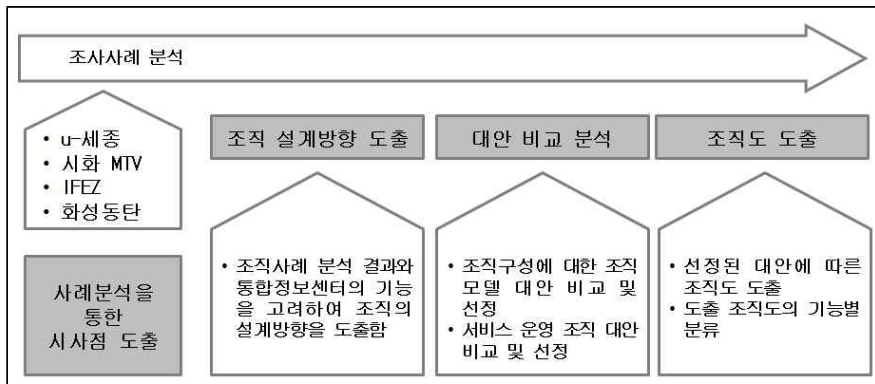 조사사례 분석
• u-세종
• 시화 MTV
• IFEZ
• 화성동탄
사례분석을
통한
시사점 도출
조직 설계방향 도출
• 조직사례 분석 결과와
통합정보센터의 기능
을 고려하여 조직의
설계방향을 도출함
대안 비교 분석
• 조직구성에 대한 조직
모델 대안 비교 및
선정
• 서비스 운영 조직 대안
비교 및 선정
조직도 도출
• 선정된 대안에 따른
조직도 도출
• 도출 조직도의 기능별
분류